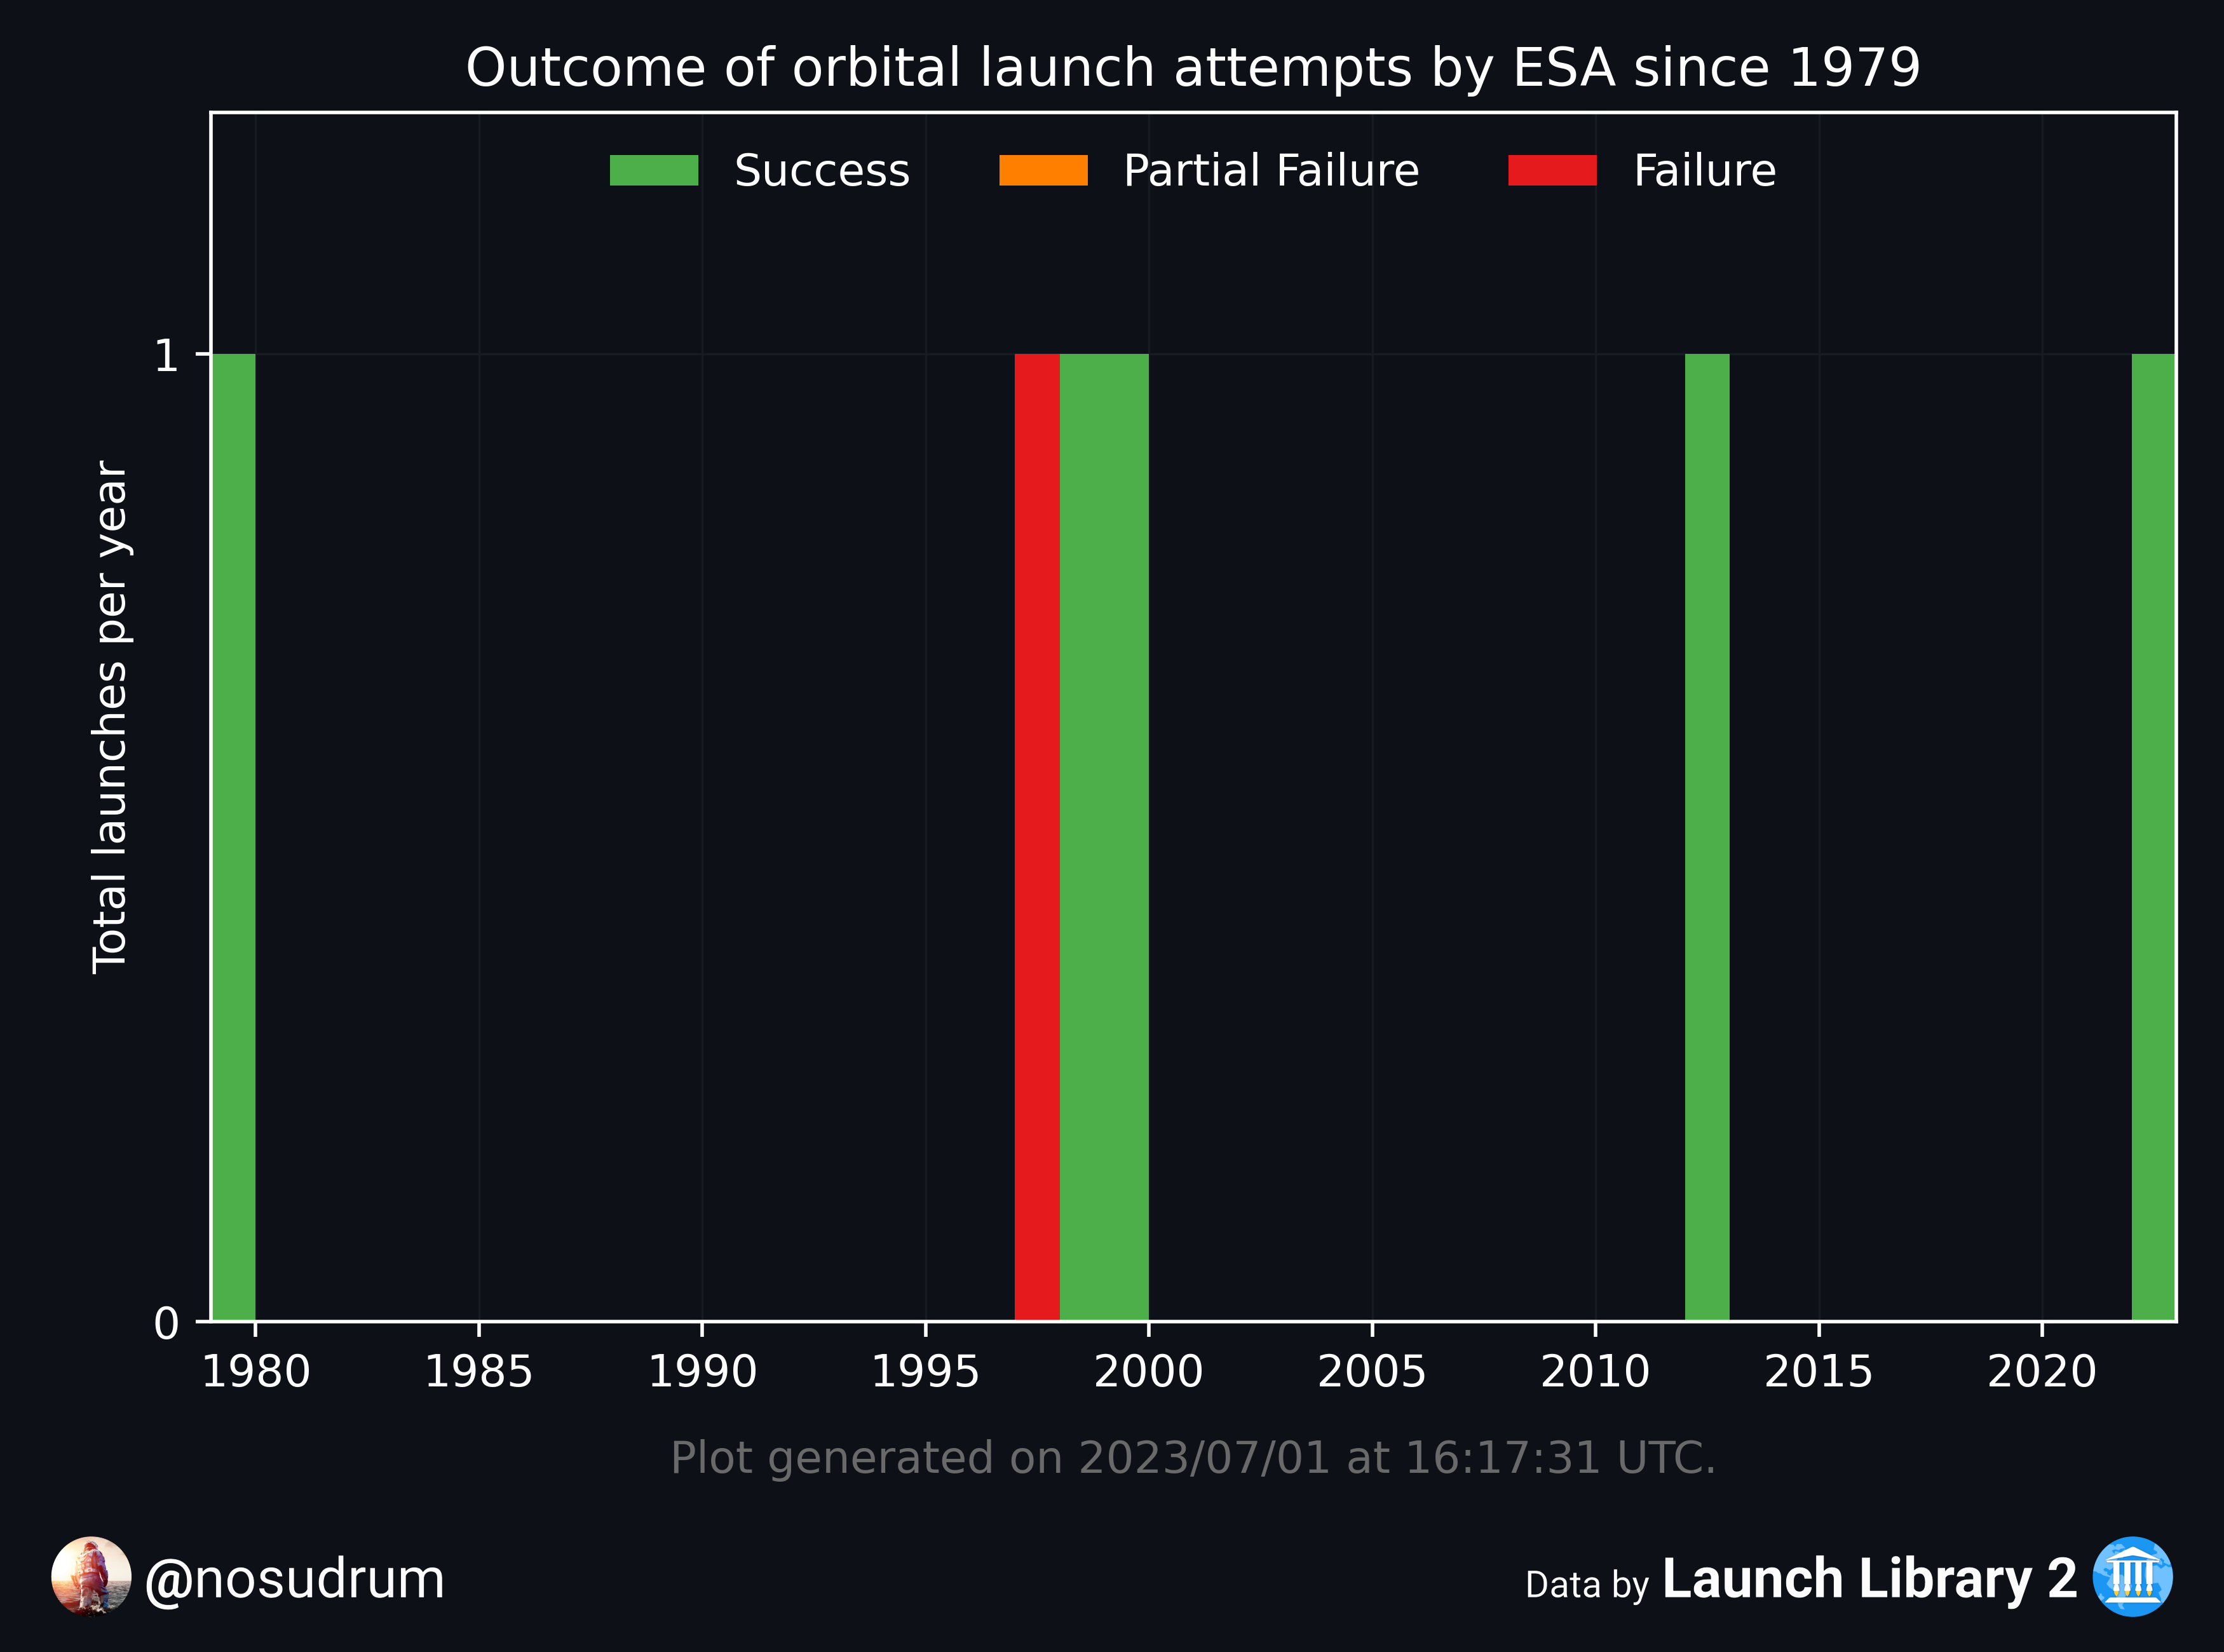 Outcome of orbital launch attempts by ESA since 1979
Success Partial Failure Failure
Total launches per year
1
0
1980 1985 1990 1995 2000 2005 2010 2015 2020
Plot generated on 2023/07/01 at 16:17:31 UTC.
@nosudrum
Data by Launch Library 2